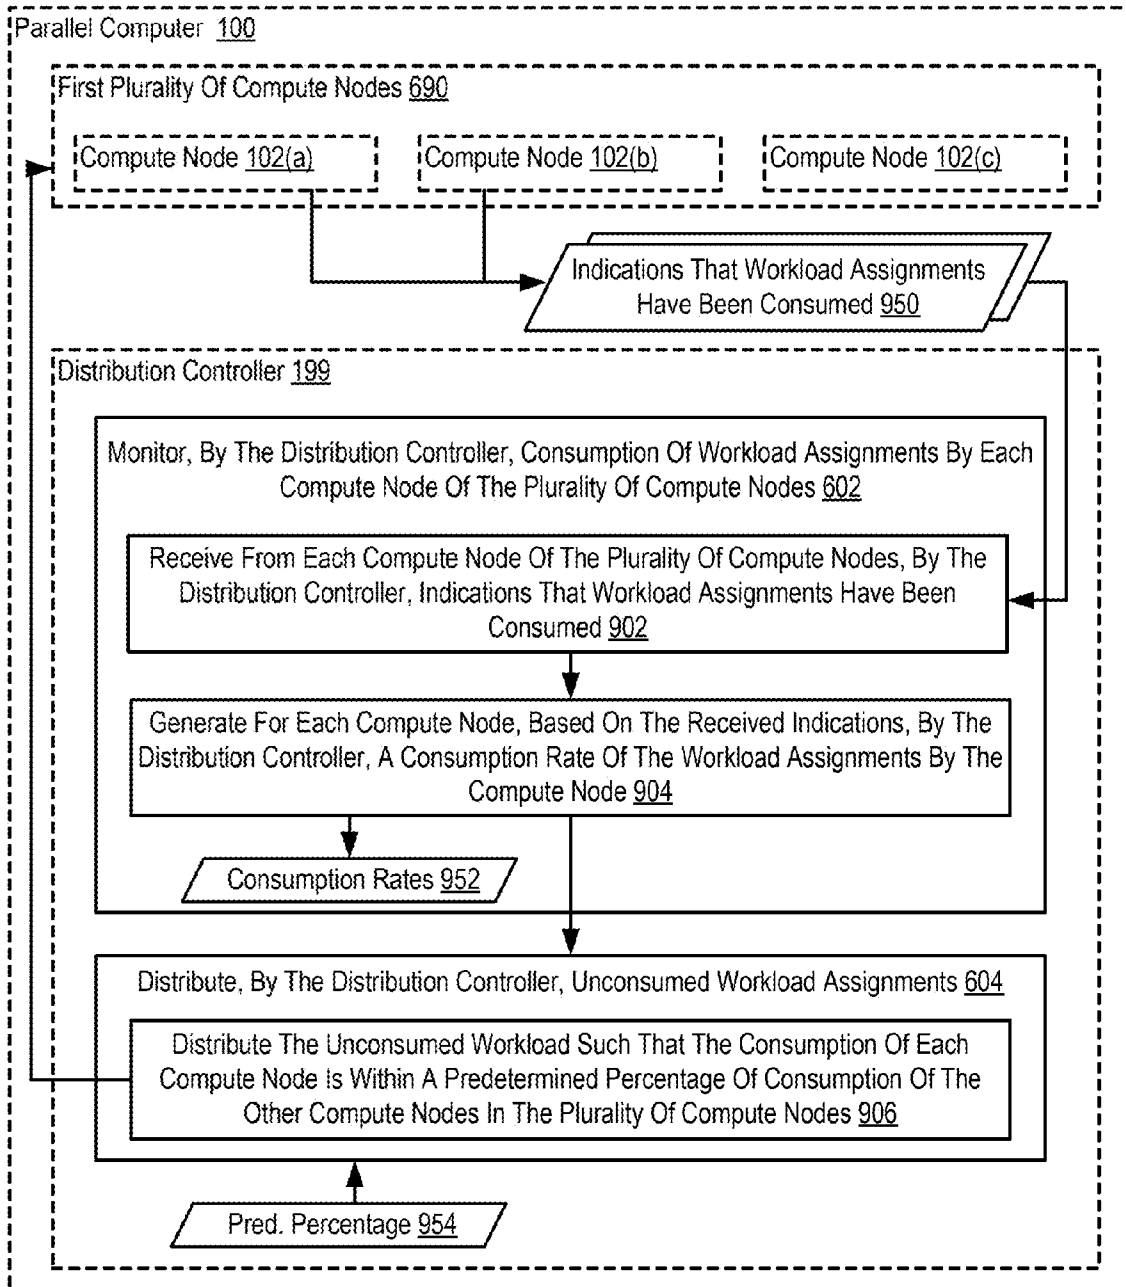 Parallel Computer 100
First Plurality Of Compute Nodes 690
Compute Node 102(a)
Compute Node 102(b)
Compute Node 102(c)
Indications That Workload Assignments
Have Been Consumed 950
Distribution Controller 199
Monitor, By The Distribution Controller, Consumption Of Workload Assignments By Each
Compute Node Of The Plurality Of Compute Nodes 602
Receive From Each Compute Node Of The Plurality Of Compute Nodes, By The
Distribution Controller, Indications That Workload Assignments Have Been
Consumed 902
Generate For Each Compute Node, Based On The Received Indications, By The
Distribution Controller, A Consumption Rate Of The Workload Assignments By The
Compute Node 904
Consumption Rates 952
Distribute, By The Distribution Controller, Unconsumed Workload Assignments 604
Distribute The Unconsumed Workload Such That The Consumption Of Each
Compute Node Is Within A Predetermined Percentage Of Consumption Of The
Other Compute Nodes In The Plurality Of Compute Nodes 906
Pred. Percentage 954